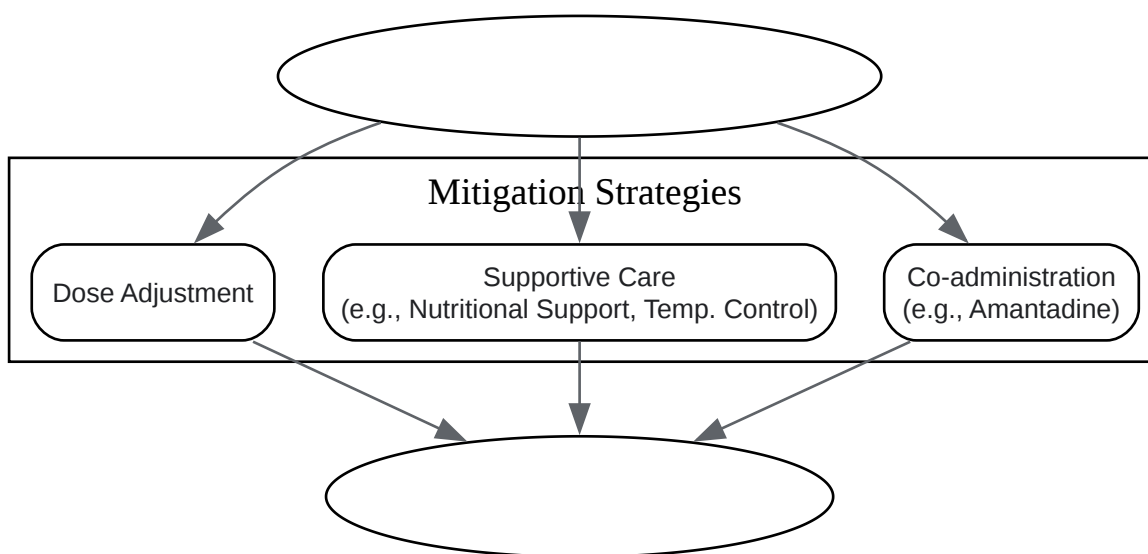 Mitigation Strategies
Dose Adjustment
Supportive Care
(e.g., Nutritional Support, Temp. Control)
Co-administration
(e.g., Amantadine)